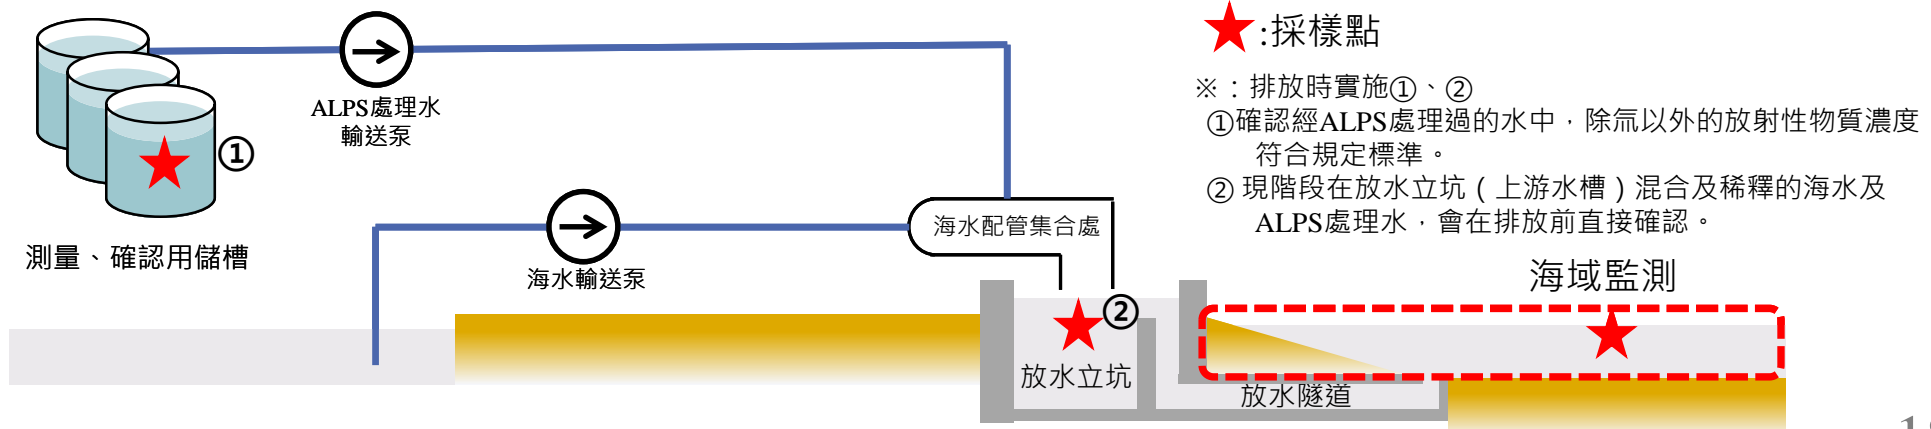 ★:採樣點
※：排放時實施①、②
①確認經ALPS處理過的水中，除氚以外的放射性物質濃度
符合規定標準。
② 現階段在放水立坑（上游水槽）混合及稀釋的海水及
ALPS處理水，會在排放前直接確認。
ALPS處理水
輸送泵
①
測量、確認用儲槽
海水輸送泵
海水配管集合處
②
放水立坑
放水隧道
海域監測